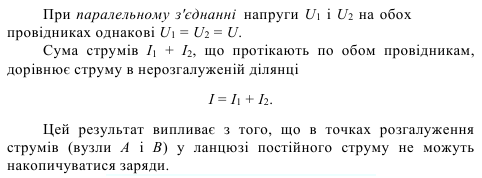 При паралельному з'єднанні напруги U₁ і U₂ на обох
провідниках однакові U₁ = U₂ = U.
Сума струмів I₁ + I₂, що протікають по обом провідникам,
дорівнює струму в нерозгалуженій ділянці
I = I₁ + I₂.
Цей результат випливає з того, що в точках розгалуження
струмів (вузли A і B) у ланцюзі постійного струму не можуть
накопичуватися заряди.